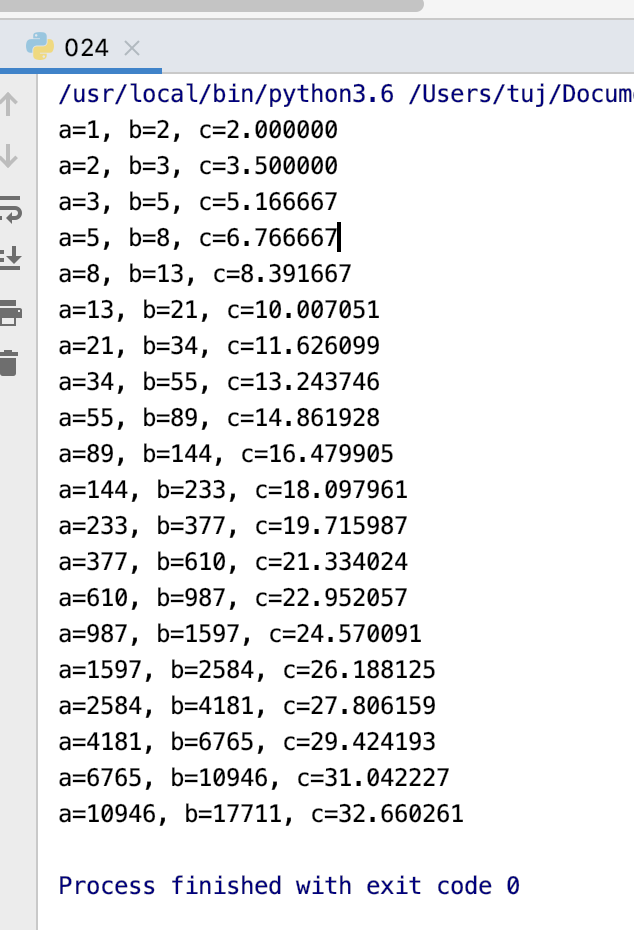 024
/usr/local/bin/python3.6 /Users/tuj/Docum
a=1, b=2, c=2.000000
a=2, b=3, c=3.500000
a=3, b=5, c=5.166667
a=5, b=8, c=6.766667
a=8, b=13, c=8.391667
a=13, b=21, c=10.007051
a=21, b=34, c=11.626099
a=34, b=55, c=13.243746
a=55, b=89, c=14.861928
a=89, b=144, c=16.479905
a=144, b=233, c=18.097961
a=233, b=377, c=19.715987
a=377, b=610, c=21.334024
a=610, b=987, c=22.952057
a=987, b=1597, c=24.570091
a=1597, b=2584, c=26.188125
a=2584, b=4181, c=27.806159
a=4181, b=6765, c=29.424193
a=6765, b=10946, c=31.042227
a=10946, b=17711, c=32.660261
Process finished with exit code 0